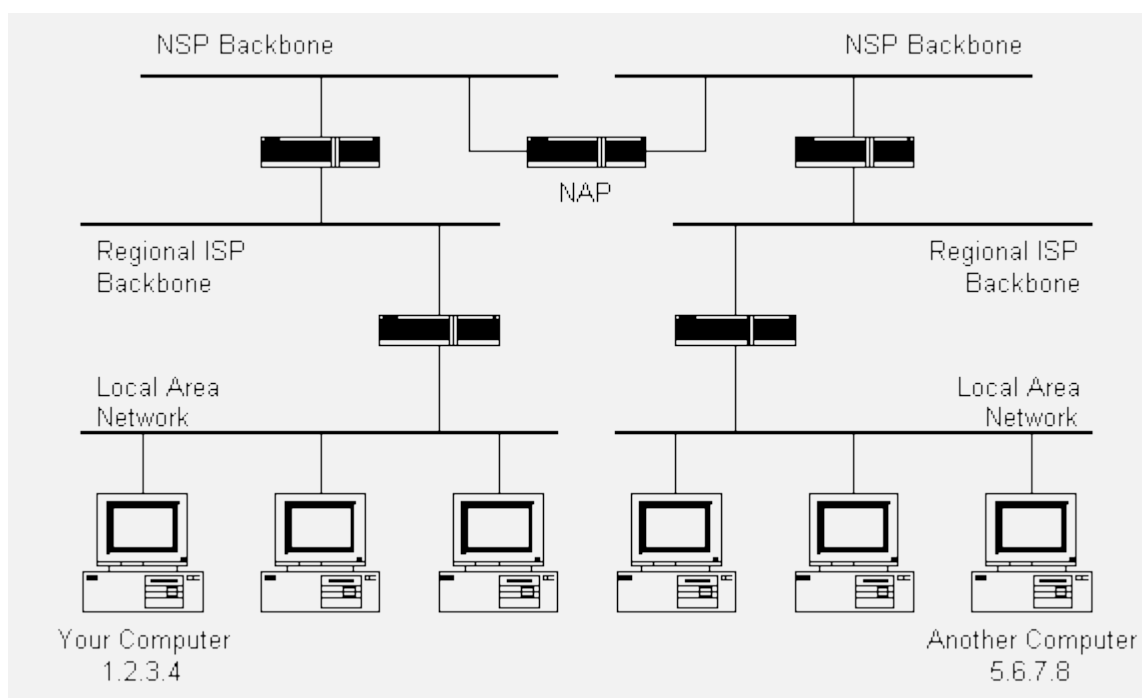 NSP Backbone
NSP Backbone
NAP
Regional ISP
Backbone
Regional ISP
Backbone
Local Area
Network
Local Area
Network
Your Computer
1.2.3.4
Another Computer
5.6.7.8